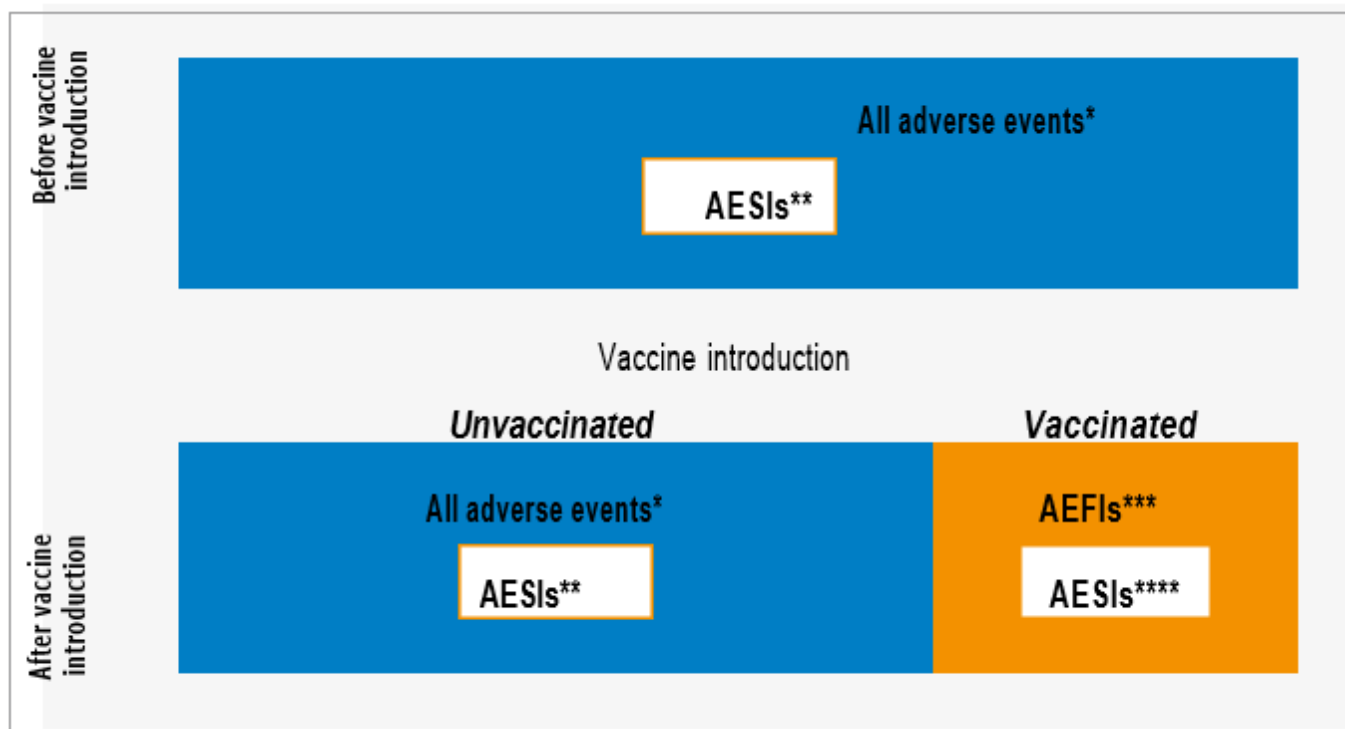 Before vaccine
introduction
All adverse events*
AESIs**
Vaccine introduction
Unvaccinated
Vaccinated
After vaccine
introduction
All adverse events*
AESIs**
AEFIs***
AESIs****